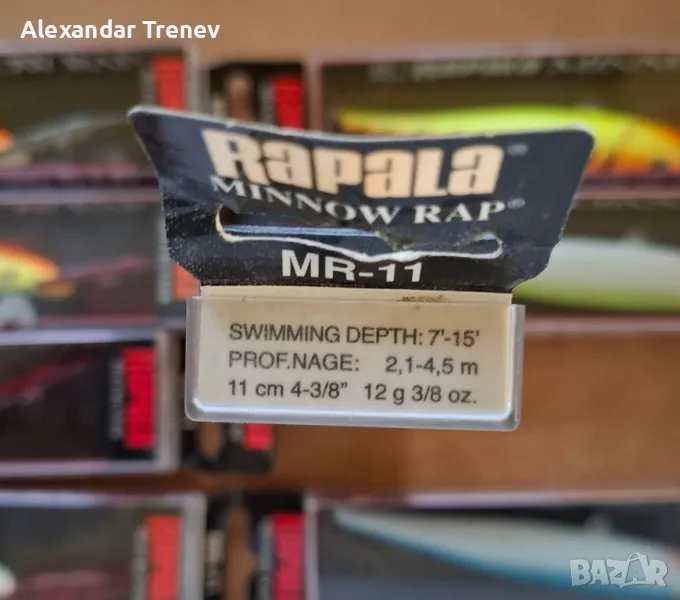 Alexandar Trenev
Rapala®
MINNOW RAP®
MR-11
SWIMMING DEPTH: 7'-15'
PROF.NAGE: 2,1-4,5 m
11 cm 4-3/8" 12 g 3/8 oz.
BAZAR